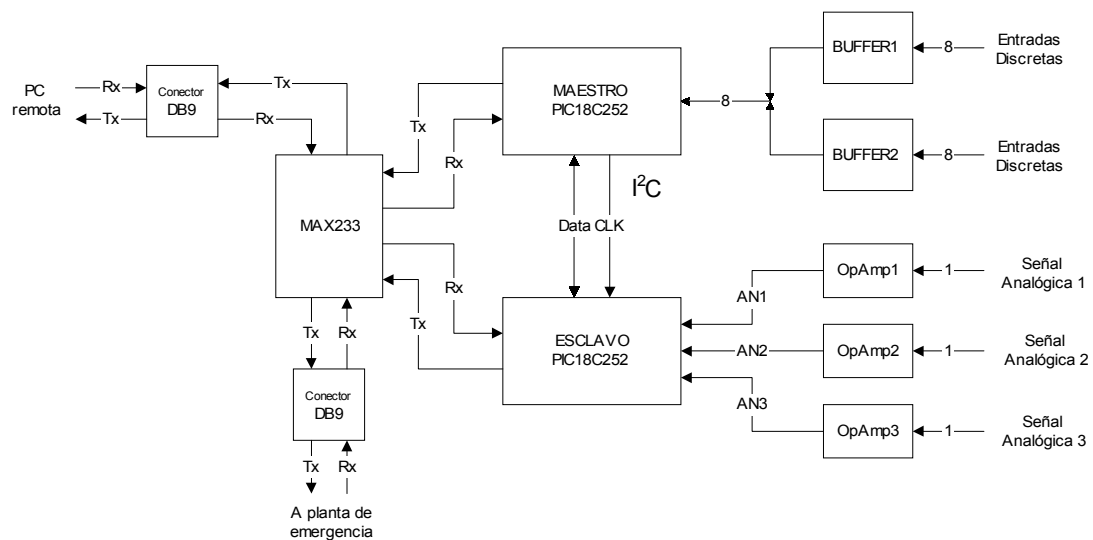 PC
remota
Rx
Tx
Conector
DB9
Tx
Rx
MAX233
Tx
Rx
Rx
Tx
MAESTRO
PIC18C252
I²C
Data CLK
ESCLAVO
PIC18C252
8
BUFFER1
8
Entradas
Discretas
BUFFER2
8
Entradas
Discretas
AN1
OpAmp1
1
Señal
Analógica 1
AN2
OpAmp2
1
Señal
Analógica 2
AN3
OpAmp3
1
Señal
Analógica 3
Tx
Rx
Conector
DB9
Tx
Rx
A planta de
emergencia